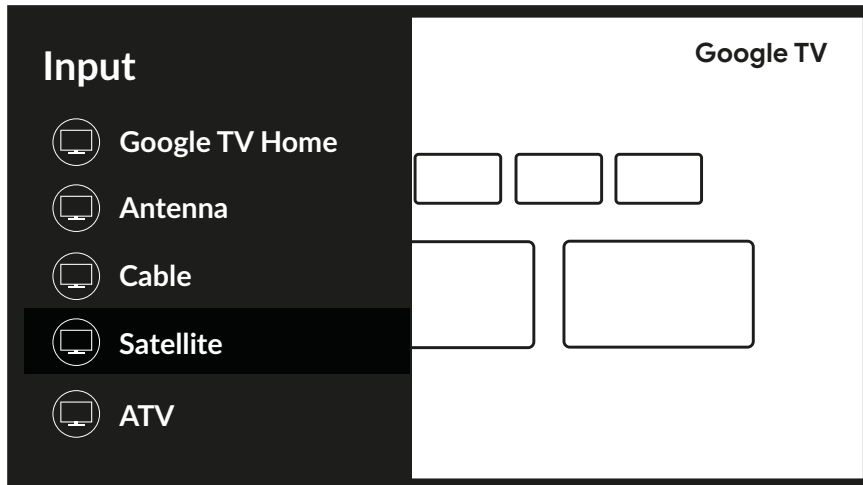 Input
Google TV
Google TV Home
Antenna
Cable
Satellite
ATV